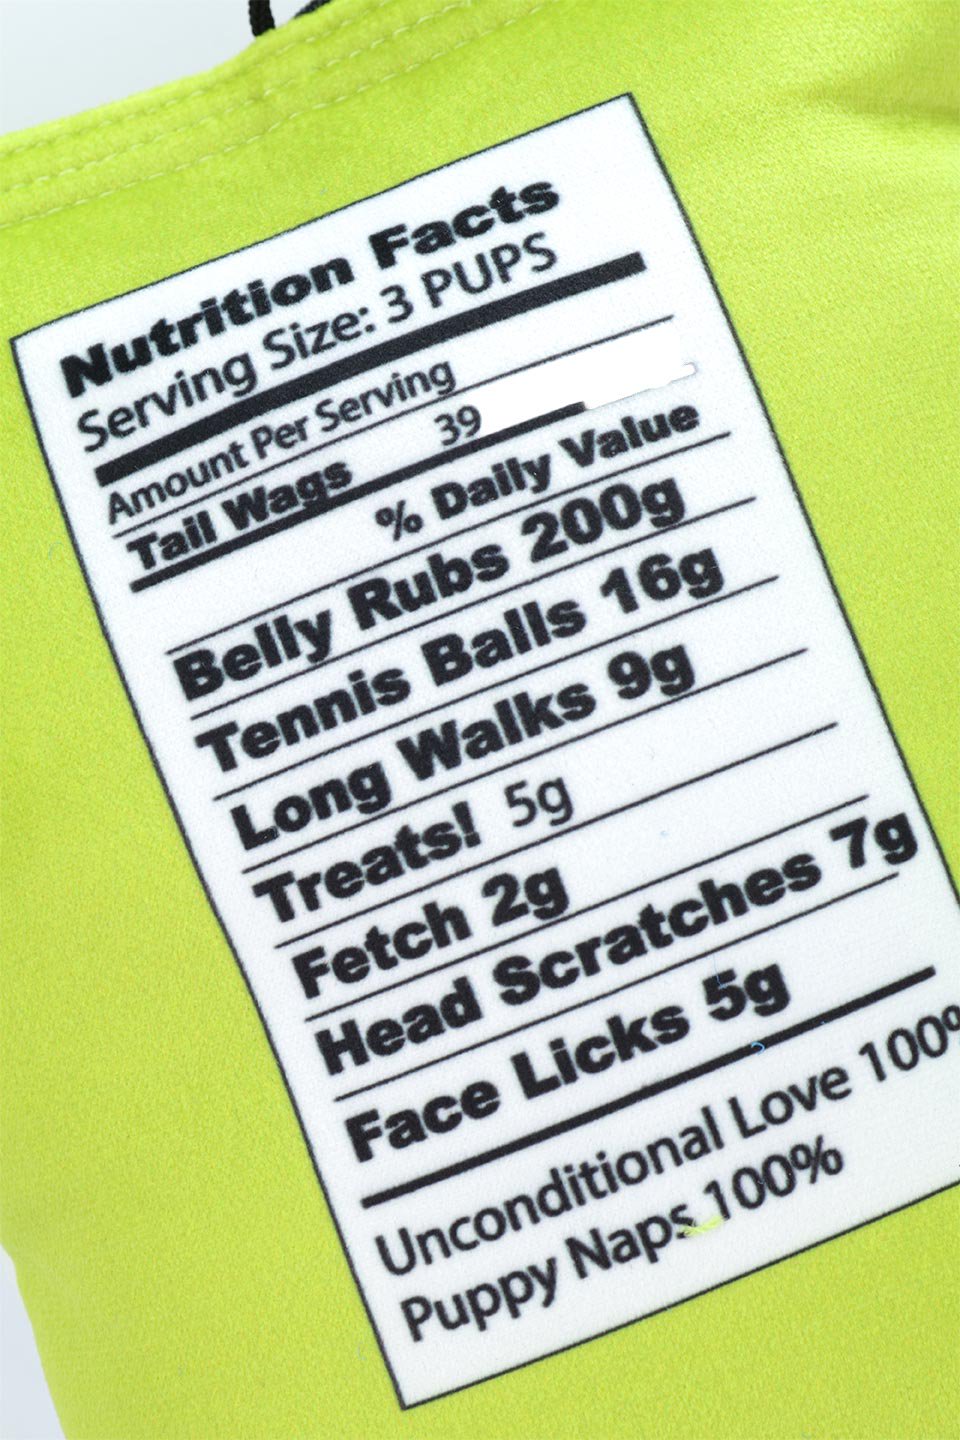 Nutrition Facts
Serving Size: 3 PUPS
Amount Per Serving
Tail Wags 39
% Daily Value
Belly Rubs 200g
Tennis Balls 16g
Long Walks 9g
Treats! 5g
Fetch 2g
Head Scratches 7g
Face Licks 5g
Unconditional Love 100%
Puppy Naps 100%